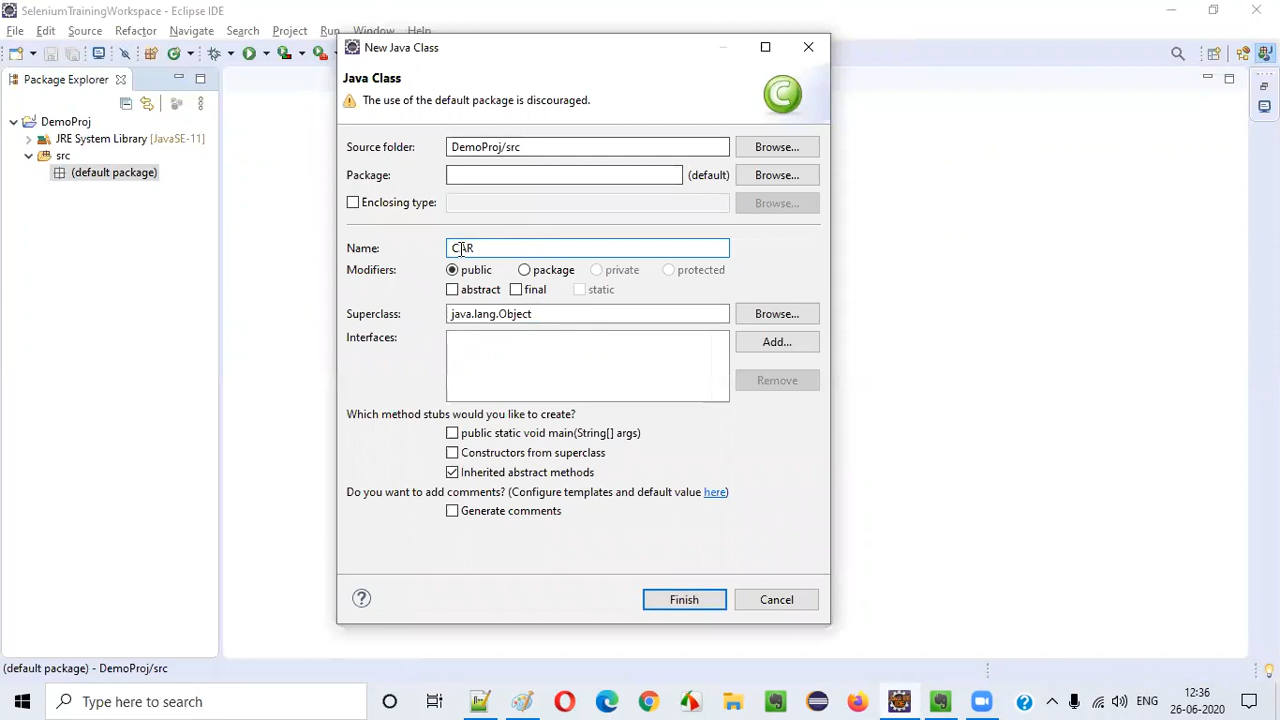 SeleniumTrainingWorkspace - Eclipse IDE
File Edit Source Refactor Navigate Search Project Run Window Help
New Java Class
Package Explorer
Java Class
The use of the default package is discouraged.
DemoProj
JRE System Library [JavaSE-11]
src
(default package)
Source folder: DemoProj/src Browse...
Package: (default) Browse...
Enclosing type: Browse...
Name: CAR
Modifiers: public package private protected
abstract final static
Superclass: java.lang.Object Browse...
Interfaces: Add...
Remove
Which method stubs would you like to create?
public static void main(String[] args)
Constructors from superclass
Inherited abstract methods
Do you want to add comments? (Configure templates and default value here)
Generate comments
Finish Cancel
(default package) - DemoProj/src
Type here to search
ENG
12:36
26-06-2020